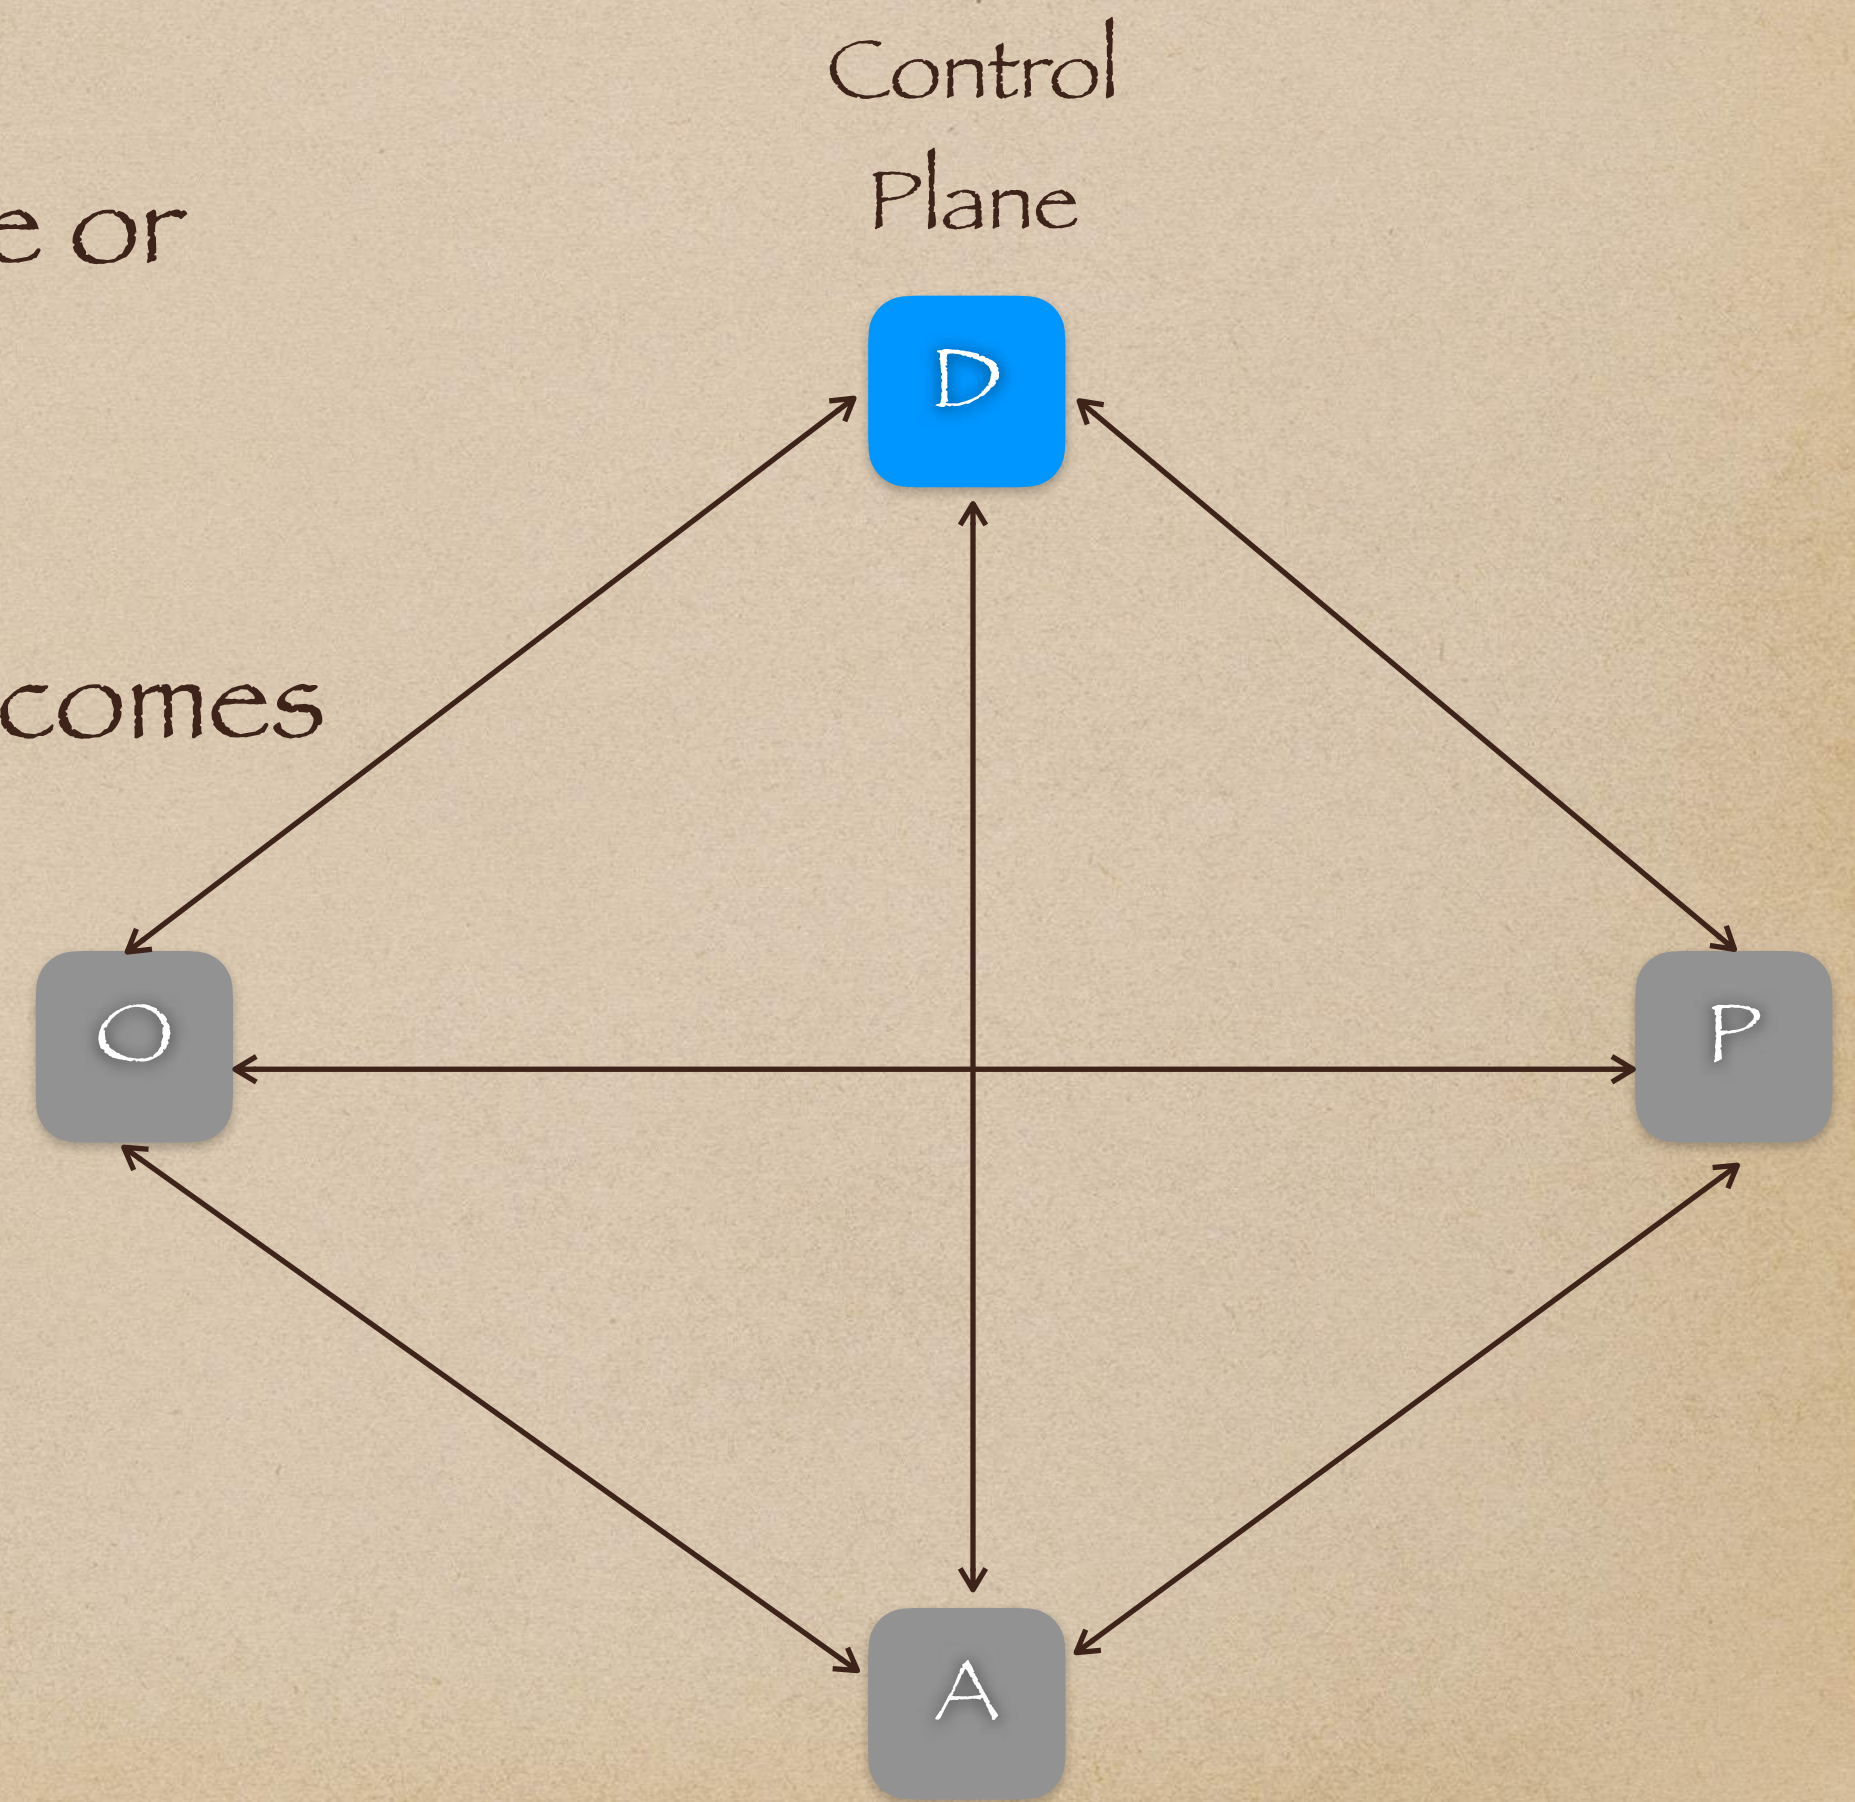 Control
Plane
e or
D
comes
O
P
A